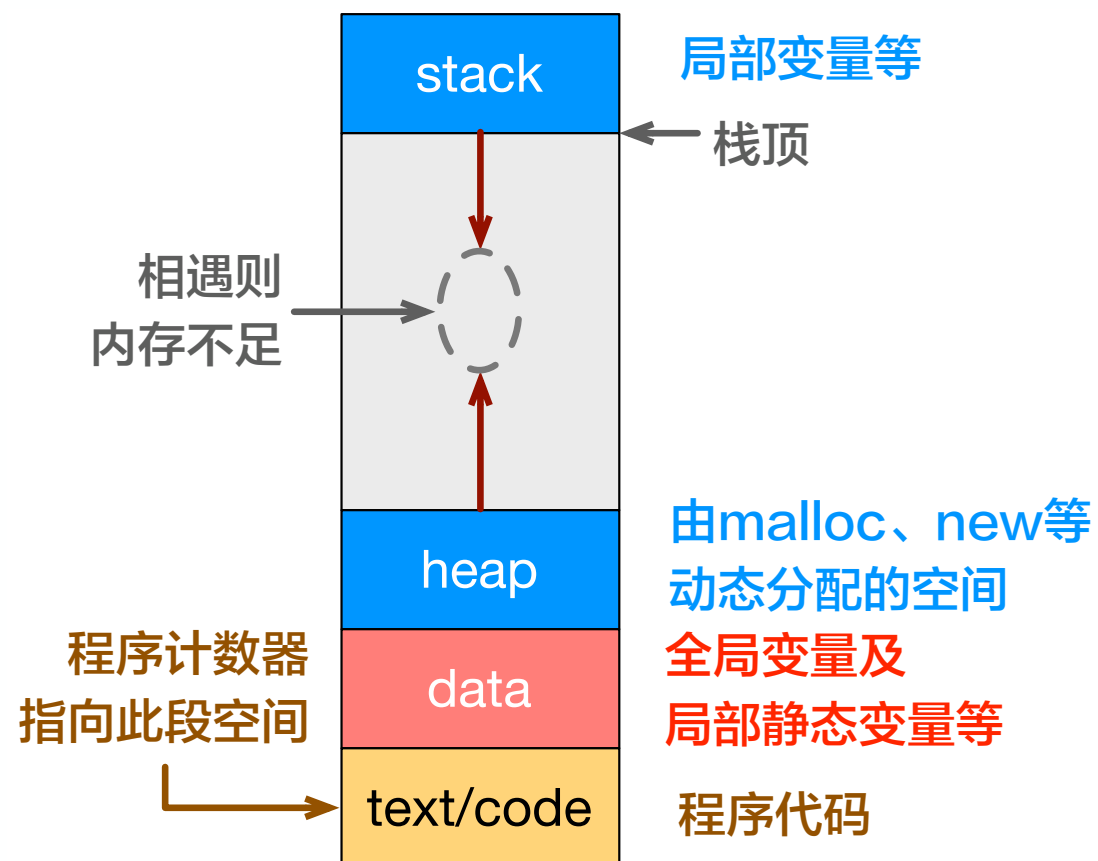 stack
局部变量等
栈顶
相遇则
内存不足
heap
由malloc、new等
动态分配的空间
程序计数器
指向此段空间
data
全局变量及
局部静态变量等
text/code
程序代码